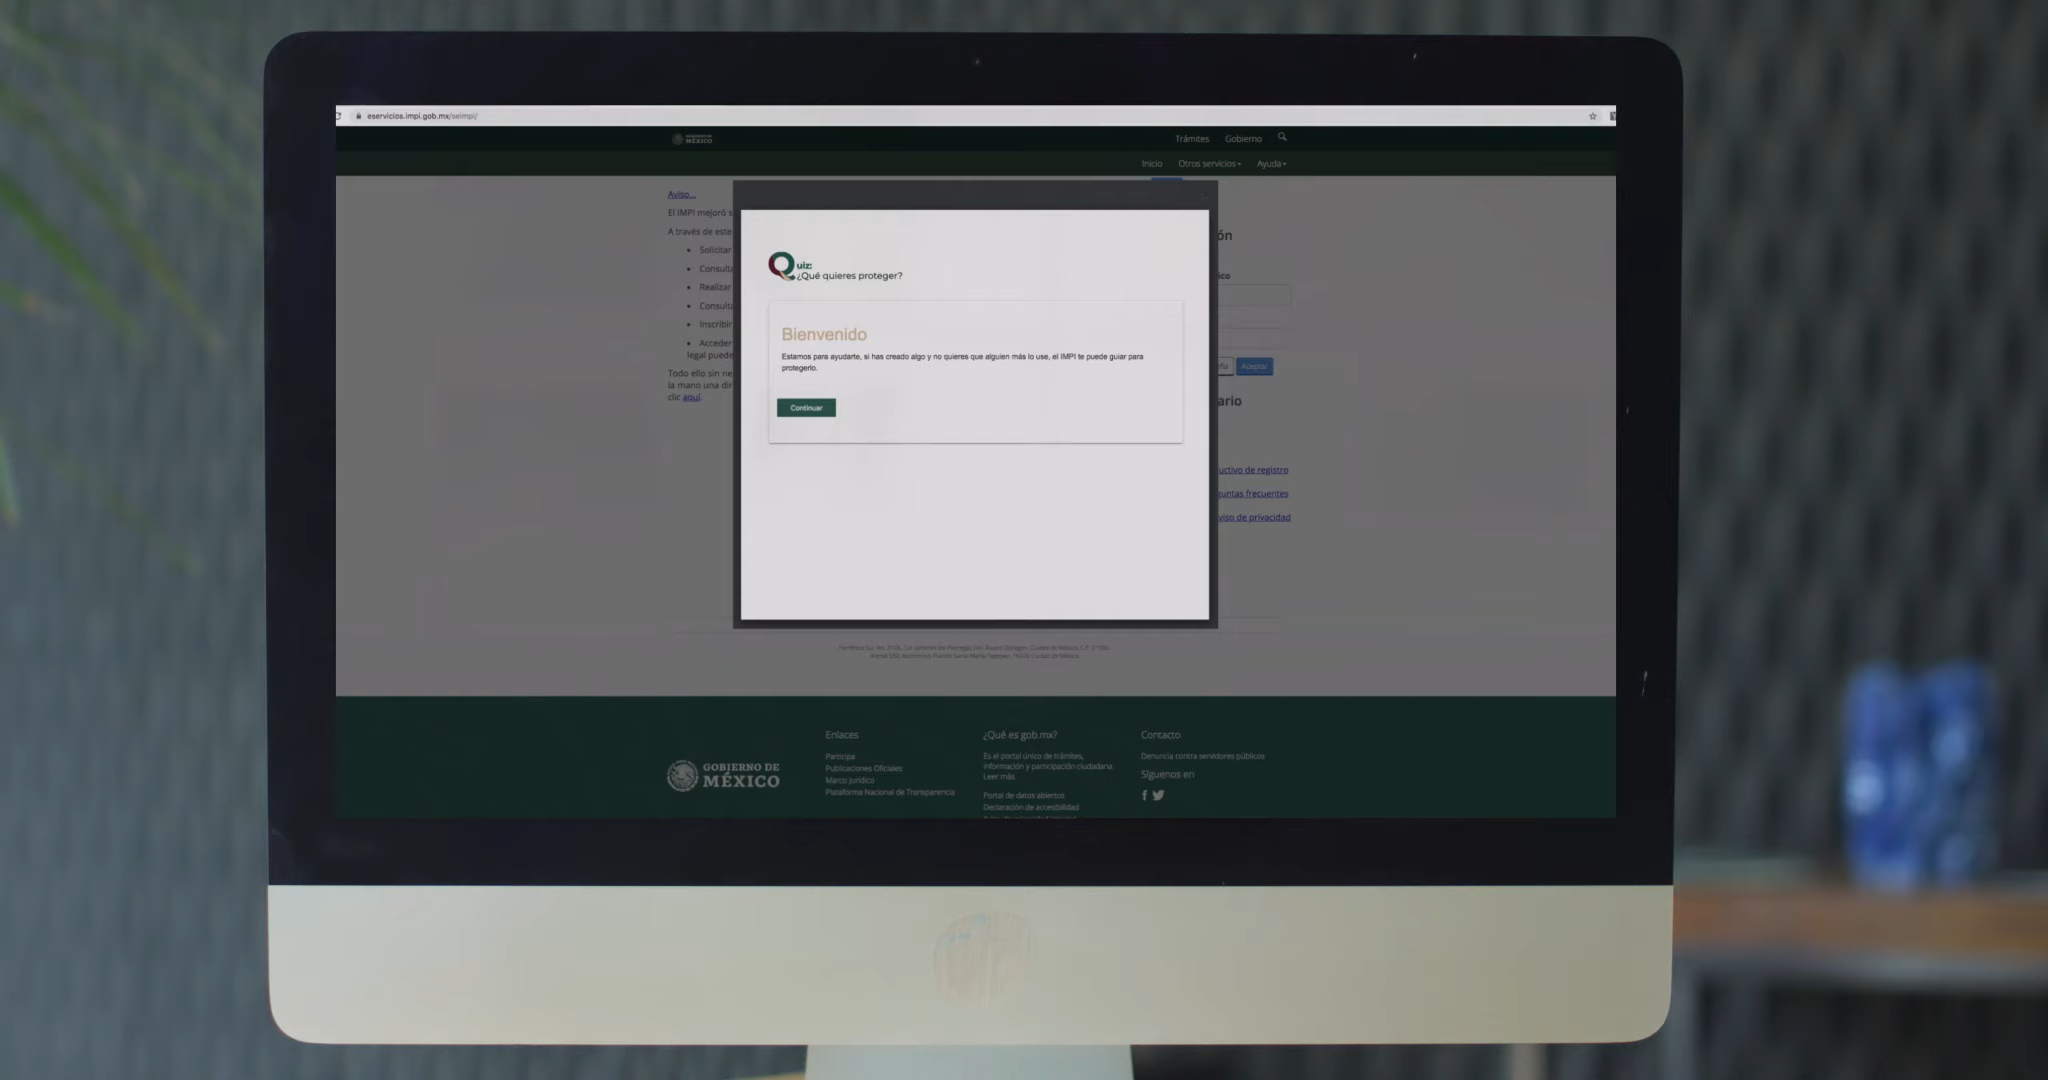 eservicios.impi.gob.mx/seimpi/
GOBIERNO DE
MÉXICO
Trámites Gobierno
Inicio Otros servicios Ayuda
Aviso...
El IMPI mejoró s
A través de este
Solicitar
Consulta
Realizar
Consulta
Inscribir
Acceder
legal puede
Todo ello sin ne
la mano una dir
clic aquí.
Quiz:
¿Qué quieres proteger?
Bienvenido
Estamos para ayudarte, si has creado algo y no quieres que alguien más lo use, el IMPI te puede guiar para
protegerlo.
Continuar
ón
ico
ña Aceptar
ario
uctivo de registro
guntas frecuentes
viso de privacidad
GOBIERNO DE
MÉXICO
Enlaces
Participa
Publicaciones Oficiales
Marco Jurídico
Plataforma Nacional de Transparencia
¿Qué es gob.mx?
Es el portal único de trámites,
información y participación ciudadana.
Leer más
Portal de datos abiertos
Declaración de accesibilidad
Contacto
Denuncia contra servidores públicos
Síguenos en